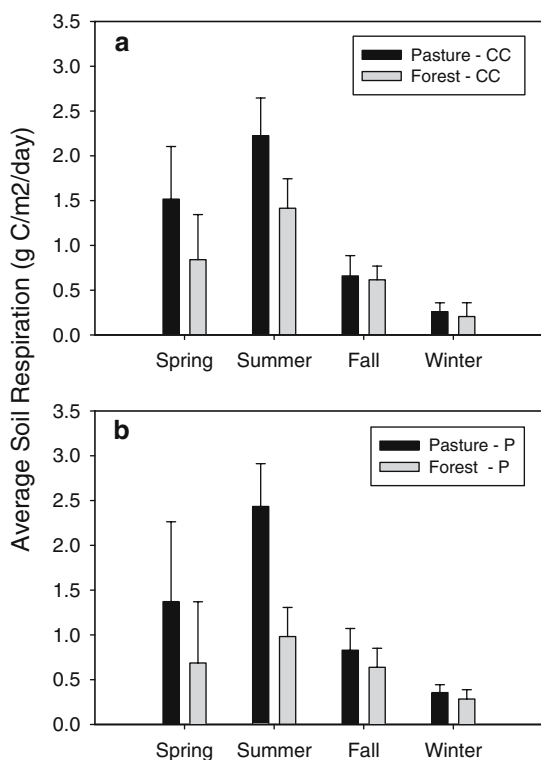 Average Soil Respiration (g C/m2/day)
a
3.5
3.0
2.5
2.0
1.5
1.0
0.5
0.0
Pasture - CC
Forest - CC
Spring Summer Fall Winter
b
3.5
3.0
2.5
2.0
1.5
1.0
0.5
0.0
Pasture - P
Forest - P
Spring Summer Fall Winter